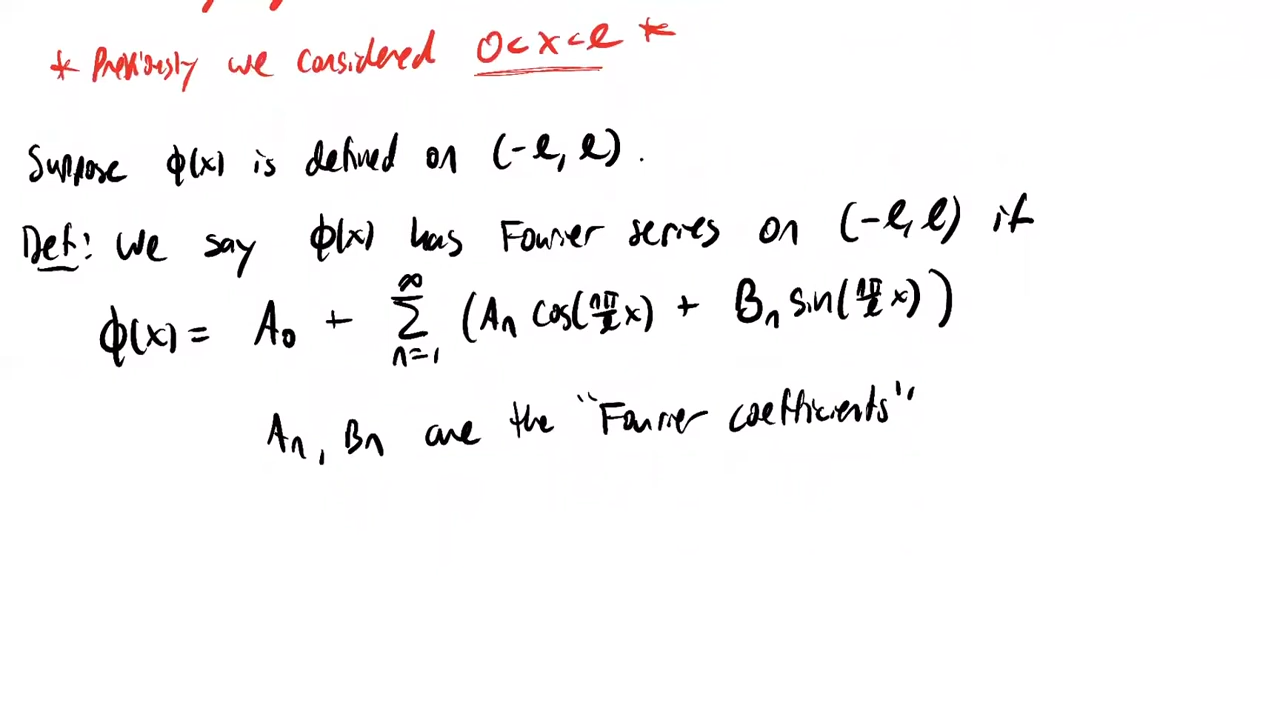 * Previously we considered 0<x<ℓ *
Suppose ϕ(x) is defined on (-ℓ, ℓ).
Def: We say ϕ(x) has Fourier series on (-ℓ, ℓ) if
ϕ(x) = A₀ + ∑_{n=1}^{∞} (Aₙ cos(nπ/ℓ x) + Bₙ sin(nπ/ℓ x))
Aₙ, Bₙ are the "Fourier coefficients"